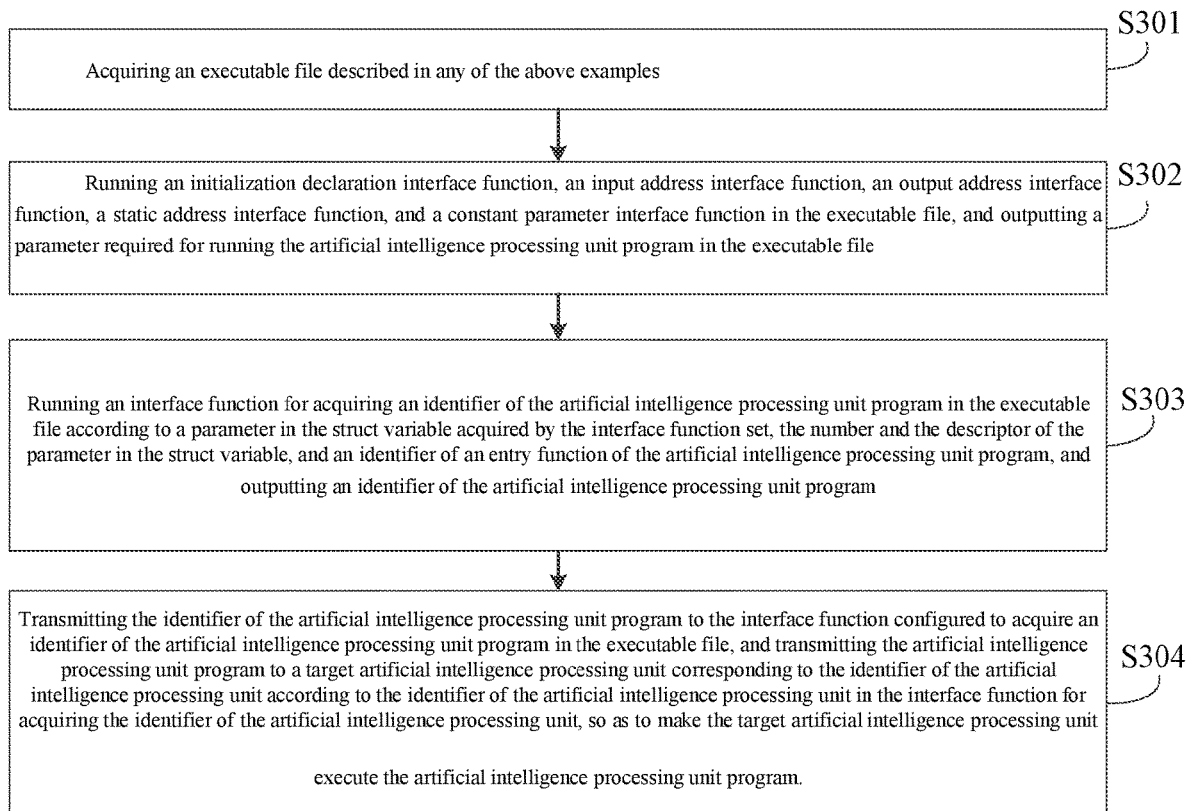 S301
Acquiring an executable file described in any of the above examples
S302
Running an initialization declaration interface function, an input address interface function, an output address interface
function, a static address interface function, and a constant parameter interface function in the executable file, and outputting a
parameter required for running the artificial intelligence processing unit program in the executable file
S303
Running an interface function for acquiring an identifier of the artificial intelligence processing unit program in the executable
file according to a parameter in the struct variable acquired by the interface function set, the number and the descriptor of the
parameter in the struct variable, and an identifier of an entry function of the artificial intelligence processing unit program, and
outputting an identifier of the artificial intelligence processing unit program
S304
Transmitting the identifier of the artificial intelligence processing unit program to the interface function configured to acquire an
identifier of the artificial intelligence processing unit program in the executable file, and transmitting the artificial intelligence
processing unit program to a target artificial intelligence processing unit corresponding to the identifier of the artificial
intelligence processing unit according to the identifier of the artificial intelligence processing unit in the interface function for
acquiring the identifier of the artificial intelligence processing unit, so as to make the target artificial intelligence processing unit
execute the artificial intelligence processing unit program.